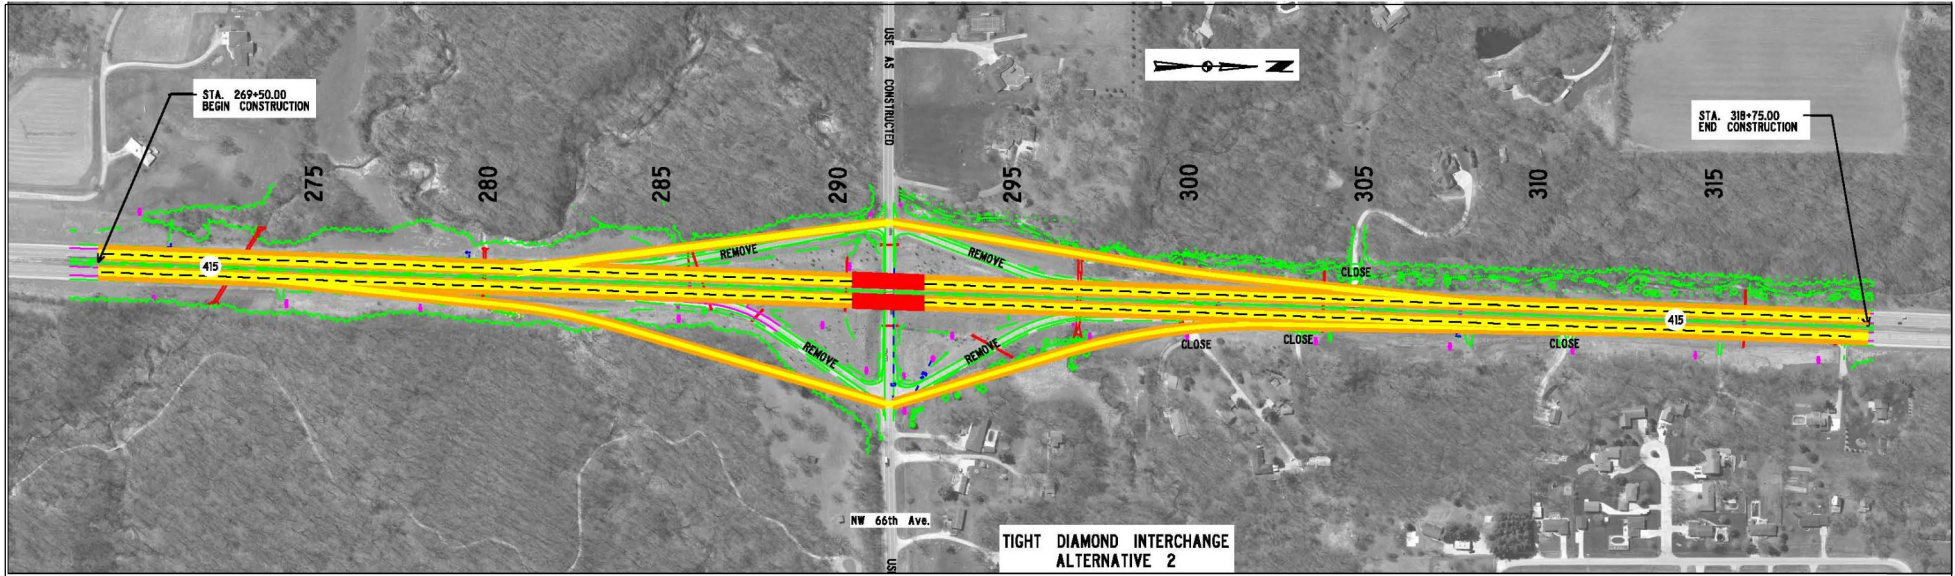 USE AS CONSTRUCTED
N
STA. 269+50.00
BEGIN CONSTRUCTION
STA. 318+75.00
END CONSTRUCTION
275
280
285
290
295
300
305
310
315
REMOVE
REMOVE
415
CLOSE
415
REMOVE
REMOVE
CLOSE
CLOSE
CLOSE
NW 66th Ave.
TIGHT DIAMOND INTERCHANGE
ALTERNATIVE 2